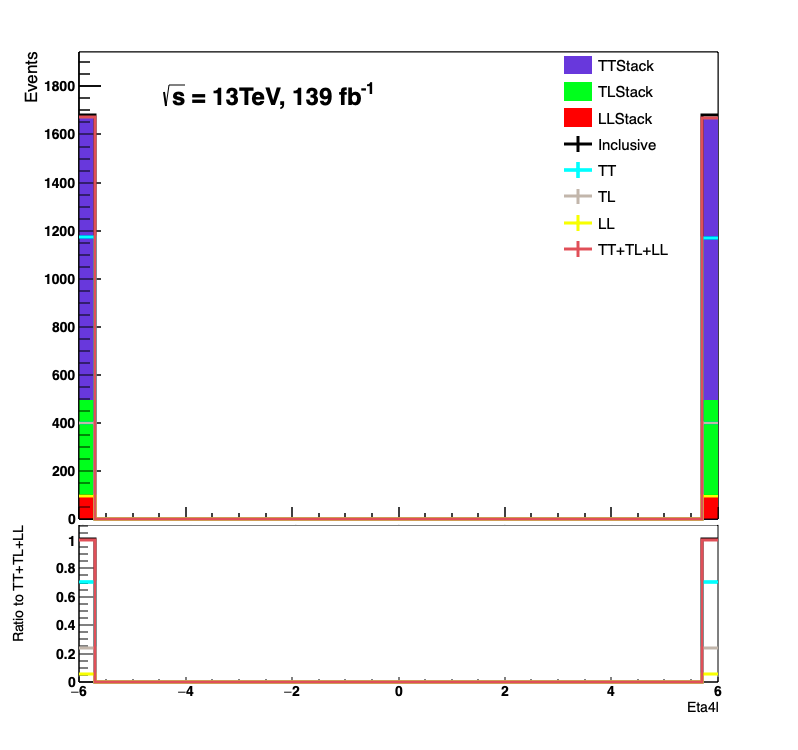 Events
√s = 13TeV, 139 fb⁻¹
TTStack
TLStack
LLStack
Inclusive
TT
TL
LL
TT+TL+LL
1800
1600
1400
1200
1000
800
600
400
200
0
Ratio to TT+TL+LL
1
0.8
0.6
0.4
0.2
0
−6 −4 −2 0 2 4 6
Eta4l